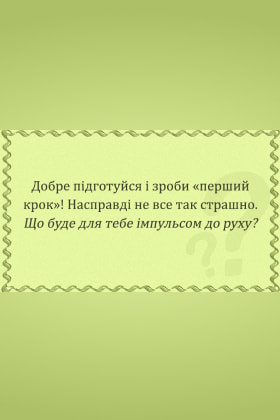 Добре підготуйся і зроби «перший
крок»! Насправді не все так страшно.
Що буде для тебе імпульсом до руху?